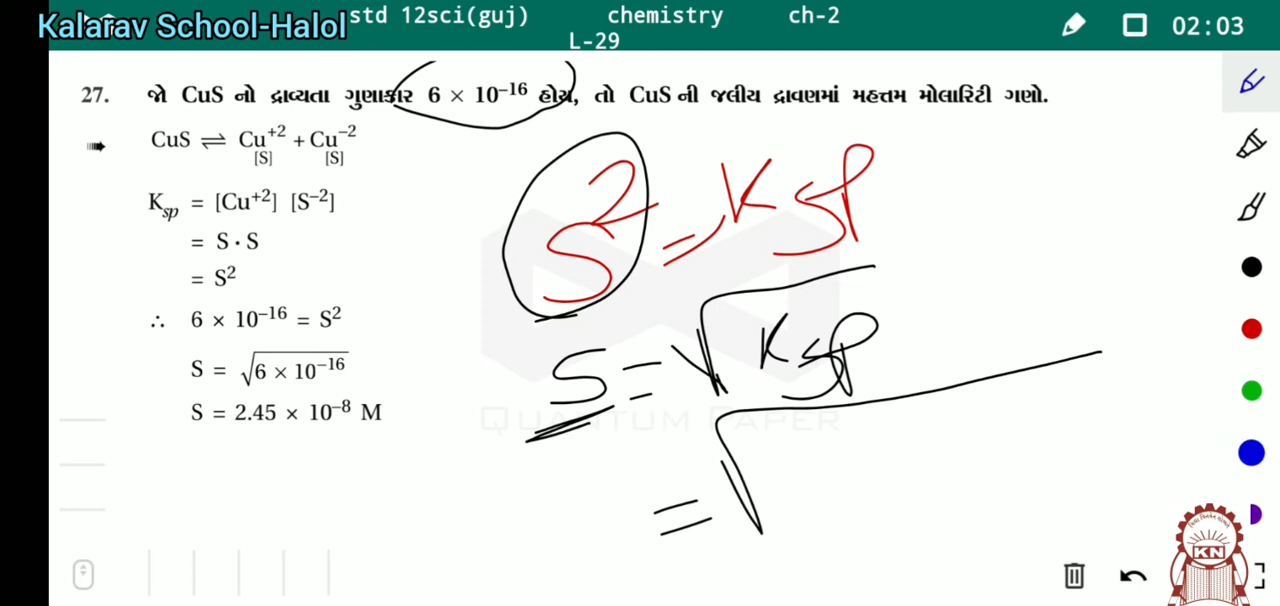 Kalarav School-Halol
std 12sci(guj) chemistry ch-2
L-29
02:03
27. જો CuS નો દ્રાવ્યતા ગુણાકાર 6 × 10⁻¹⁶ હોય, તો CuS ની જલીય દ્રાવણમાં મહત્તમ મોલારિટી ગણો.
CuS ⇌ Cu⁺² + Cu⁻²
[S] [S]
Ksp = [Cu⁺²] [S⁻²]
= S · S
= S²
∴ 6 × 10⁻¹⁶ = S²
S = √6 × 10⁻¹⁶
S = 2.45 × 10⁻⁸ M
S² = Ksp
S = √Ksp
= √
QUANTUM PAPER
KN